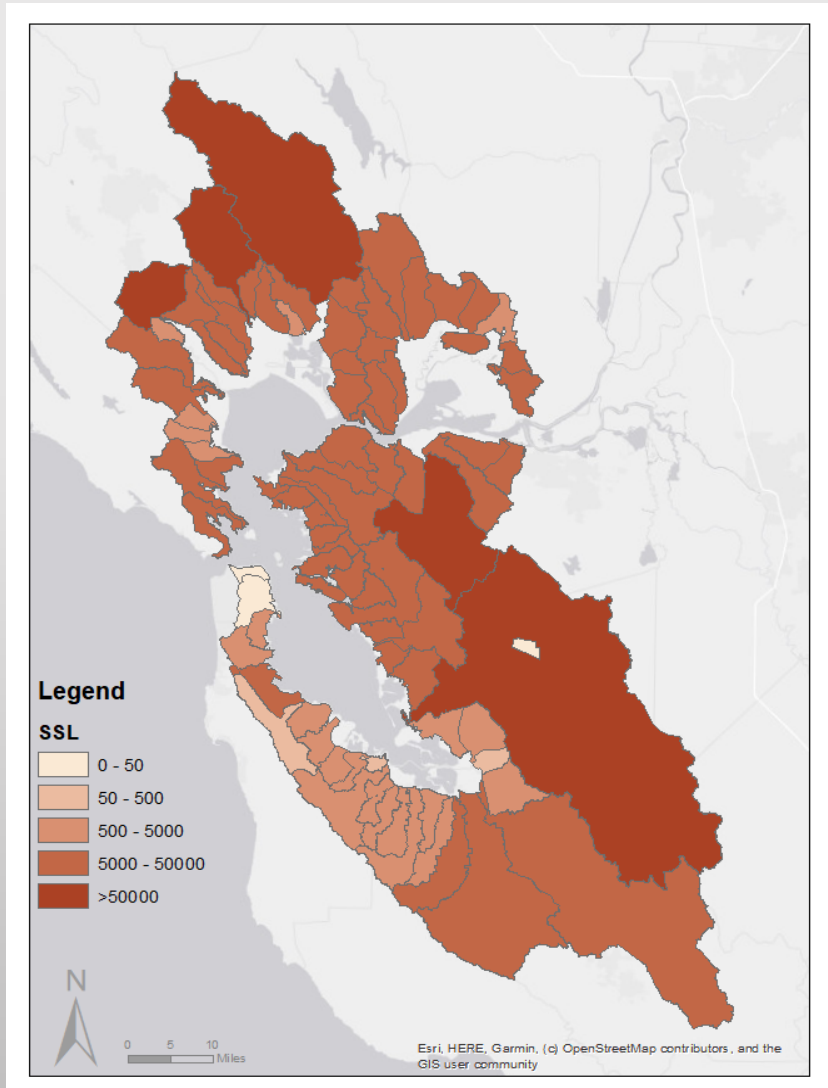 Legend
SSL
0 - 50
50 - 500
500 - 5000
5000 - 50000
>50000
N
0 5 10
Miles
Esri, HERE, Garmin, (c) OpenStreetMap contributors, and the
GIS user community